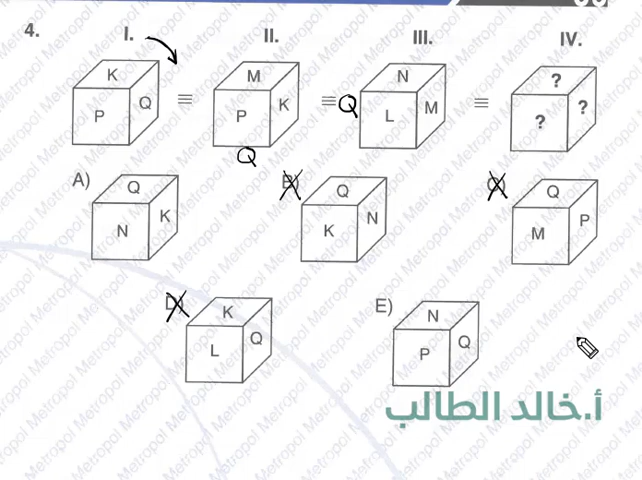 4.
I. II. III. IV.
K M N ?
P Q ≡ P K ≡ Q L M ≡ ? ?
Q
A) B) C)
Q Q Q
N K K N M P
D) E)
K N
L Q P Q
أ.خالد الطالب